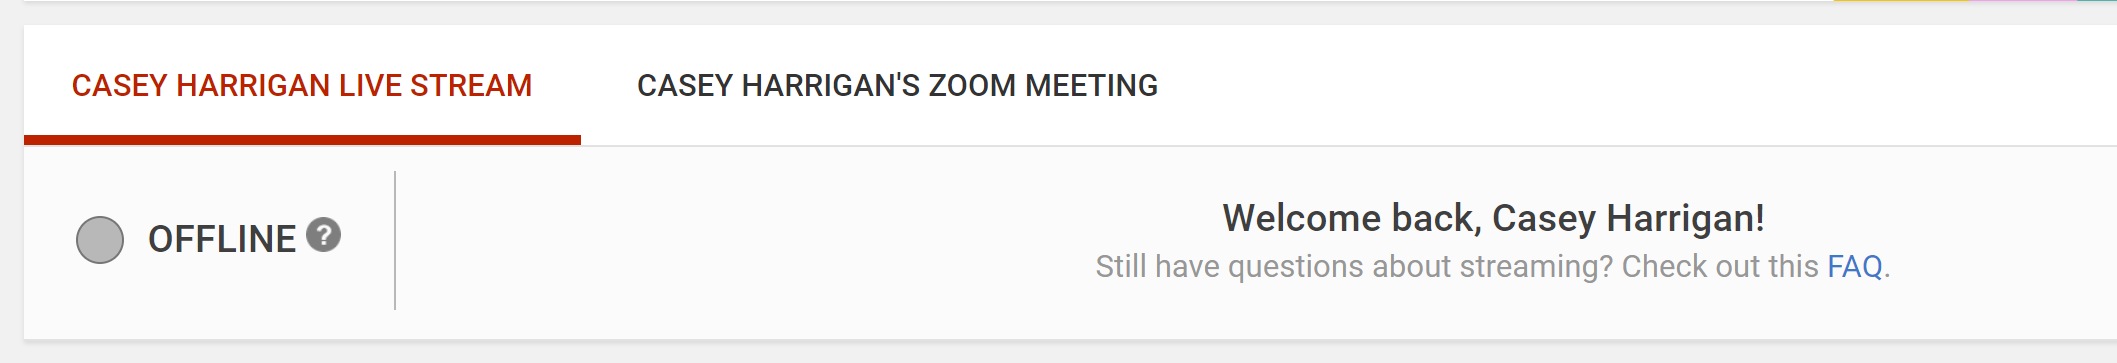 CASEY HARRIGAN LIVE STREAM
CASEY HARRIGAN'S ZOOM MEETING
OFFLINE ?
Welcome back, Casey Harrigan!
Still have questions about streaming? Check out this FAQ.